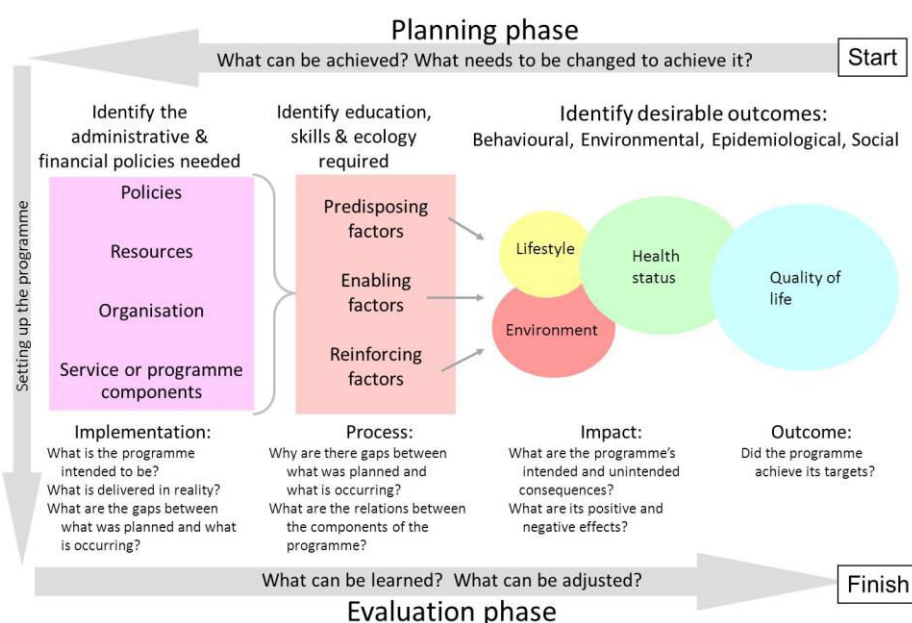 Planning phase
What can be achieved? What needs to be changed to achieve it?
Start
Identify the
administrative &
financial policies needed
Identify education,
skills & ecology
required
Identify desirable outcomes:
Behavioural, Environmental, Epidemiological, Social
Setting up the programme
Policies
Resources
Organisation
Service or programme
components
Predisposing
factors
Enabling
factors
Reinforcing
factors
Lifestyle
Environment
Health
status
Quality of
life
Implementation:
What is the programme
intended to be?
What is delivered in reality?
What are the gaps between
what was planned and what
is occurring?
Process:
Why are there gaps between
what was planned and
what is occurring?
What are the relations between
the components of the
programme?
Impact:
What are the programme's
intended and unintended
consequences?
What are its positive and
negative effects?
Outcome:
Did the programme
achieve its targets?
What can be learned? What can be adjusted?
Finish
Evaluation phase